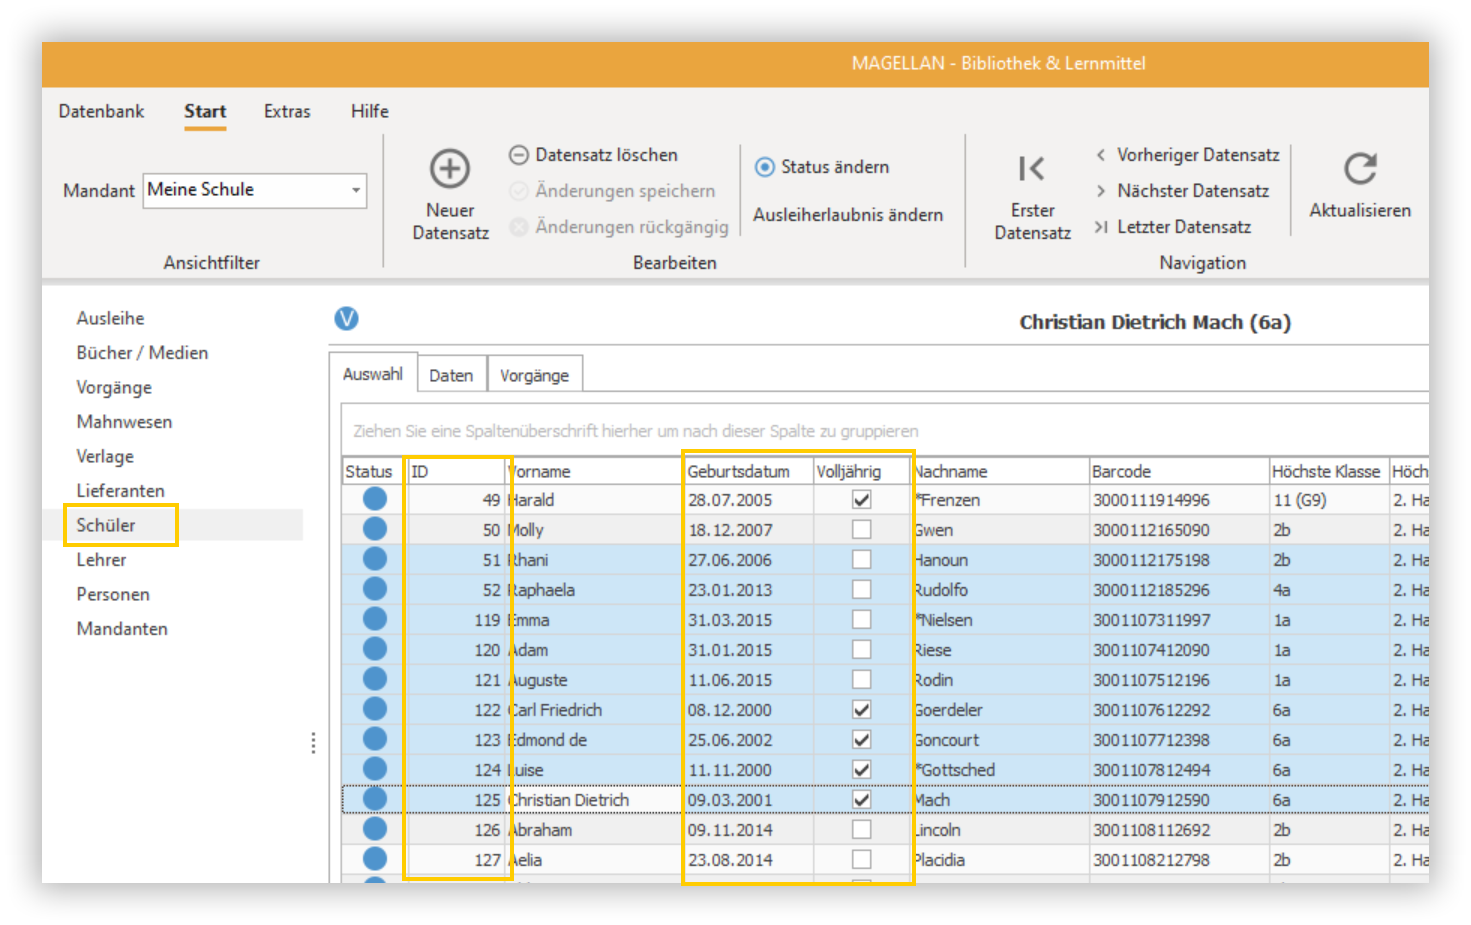 MAGELLAN - Bibliothek & Lernmittel
Datenbank Start Extras Hilfe
Mandant Meine Schule
Ansichtfilter
Neuer Datensatz
Datensatz löschen
Änderungen speichern
Änderungen rückgängig
Status ändern
Ausleiherlaubnis ändern
Bearbeiten
Erster Datensatz
Vorheriger Datensatz
Nächster Datensatz
Letzter Datensatz
Navigation
Aktualisieren
Ausleihe
Bücher / Medien
Vorgänge
Mahnwesen
Verlage
Lieferanten
Schüler
Lehrer
Personen
Mandanten
V
Christian Dietrich Mach (6a)
Auswahl Daten Vorgänge
Ziehen Sie eine Spaltenüberschrift hierher um nach dieser Spalte zu gruppieren
Status ID Vorname Geburtsdatum Volljährig Nachname Barcode Höchste Klasse Höch
49 Harald 28.07.2005 *Frenzen 3000111914996 11 (G9) 2. Ha
50 Molly 18.12.2007 Gwen 3000112165090 2b 2. Ha
51 Rhani 27.06.2006 Hanoun 3000112175198 2b 2. Ha
52 Raphaela 23.01.2013 Rudolfo 3000112185296 4a 2. Ha
119 Emma 31.03.2015 *Nielsen 3001107311997 1a 2. Ha
120 Adam 31.01.2015 Riese 3001107412090 1a 2. Ha
121 Auguste 11.06.2015 Rodin 3001107512196 1a 2. Ha
122 Carl Friedrich 08.12.2000 Goerdeler 3001107612292 6a 2. Ha
123 Edmond de 25.06.2002 Goncourt 3001107712398 6a 2. Ha
124 Luise 11.11.2000 *Gottsched 3001107812494 6a 2. Ha
125 Christian Dietrich 09.03.2001 Mach 3001107912590 6a 2. Ha
126 Abraham 09.11.2014 Lincoln 3001108112692 2b 2. Ha
127 Aelia 23.08.2014 Placidia 3001108212798 2b 2. Ha